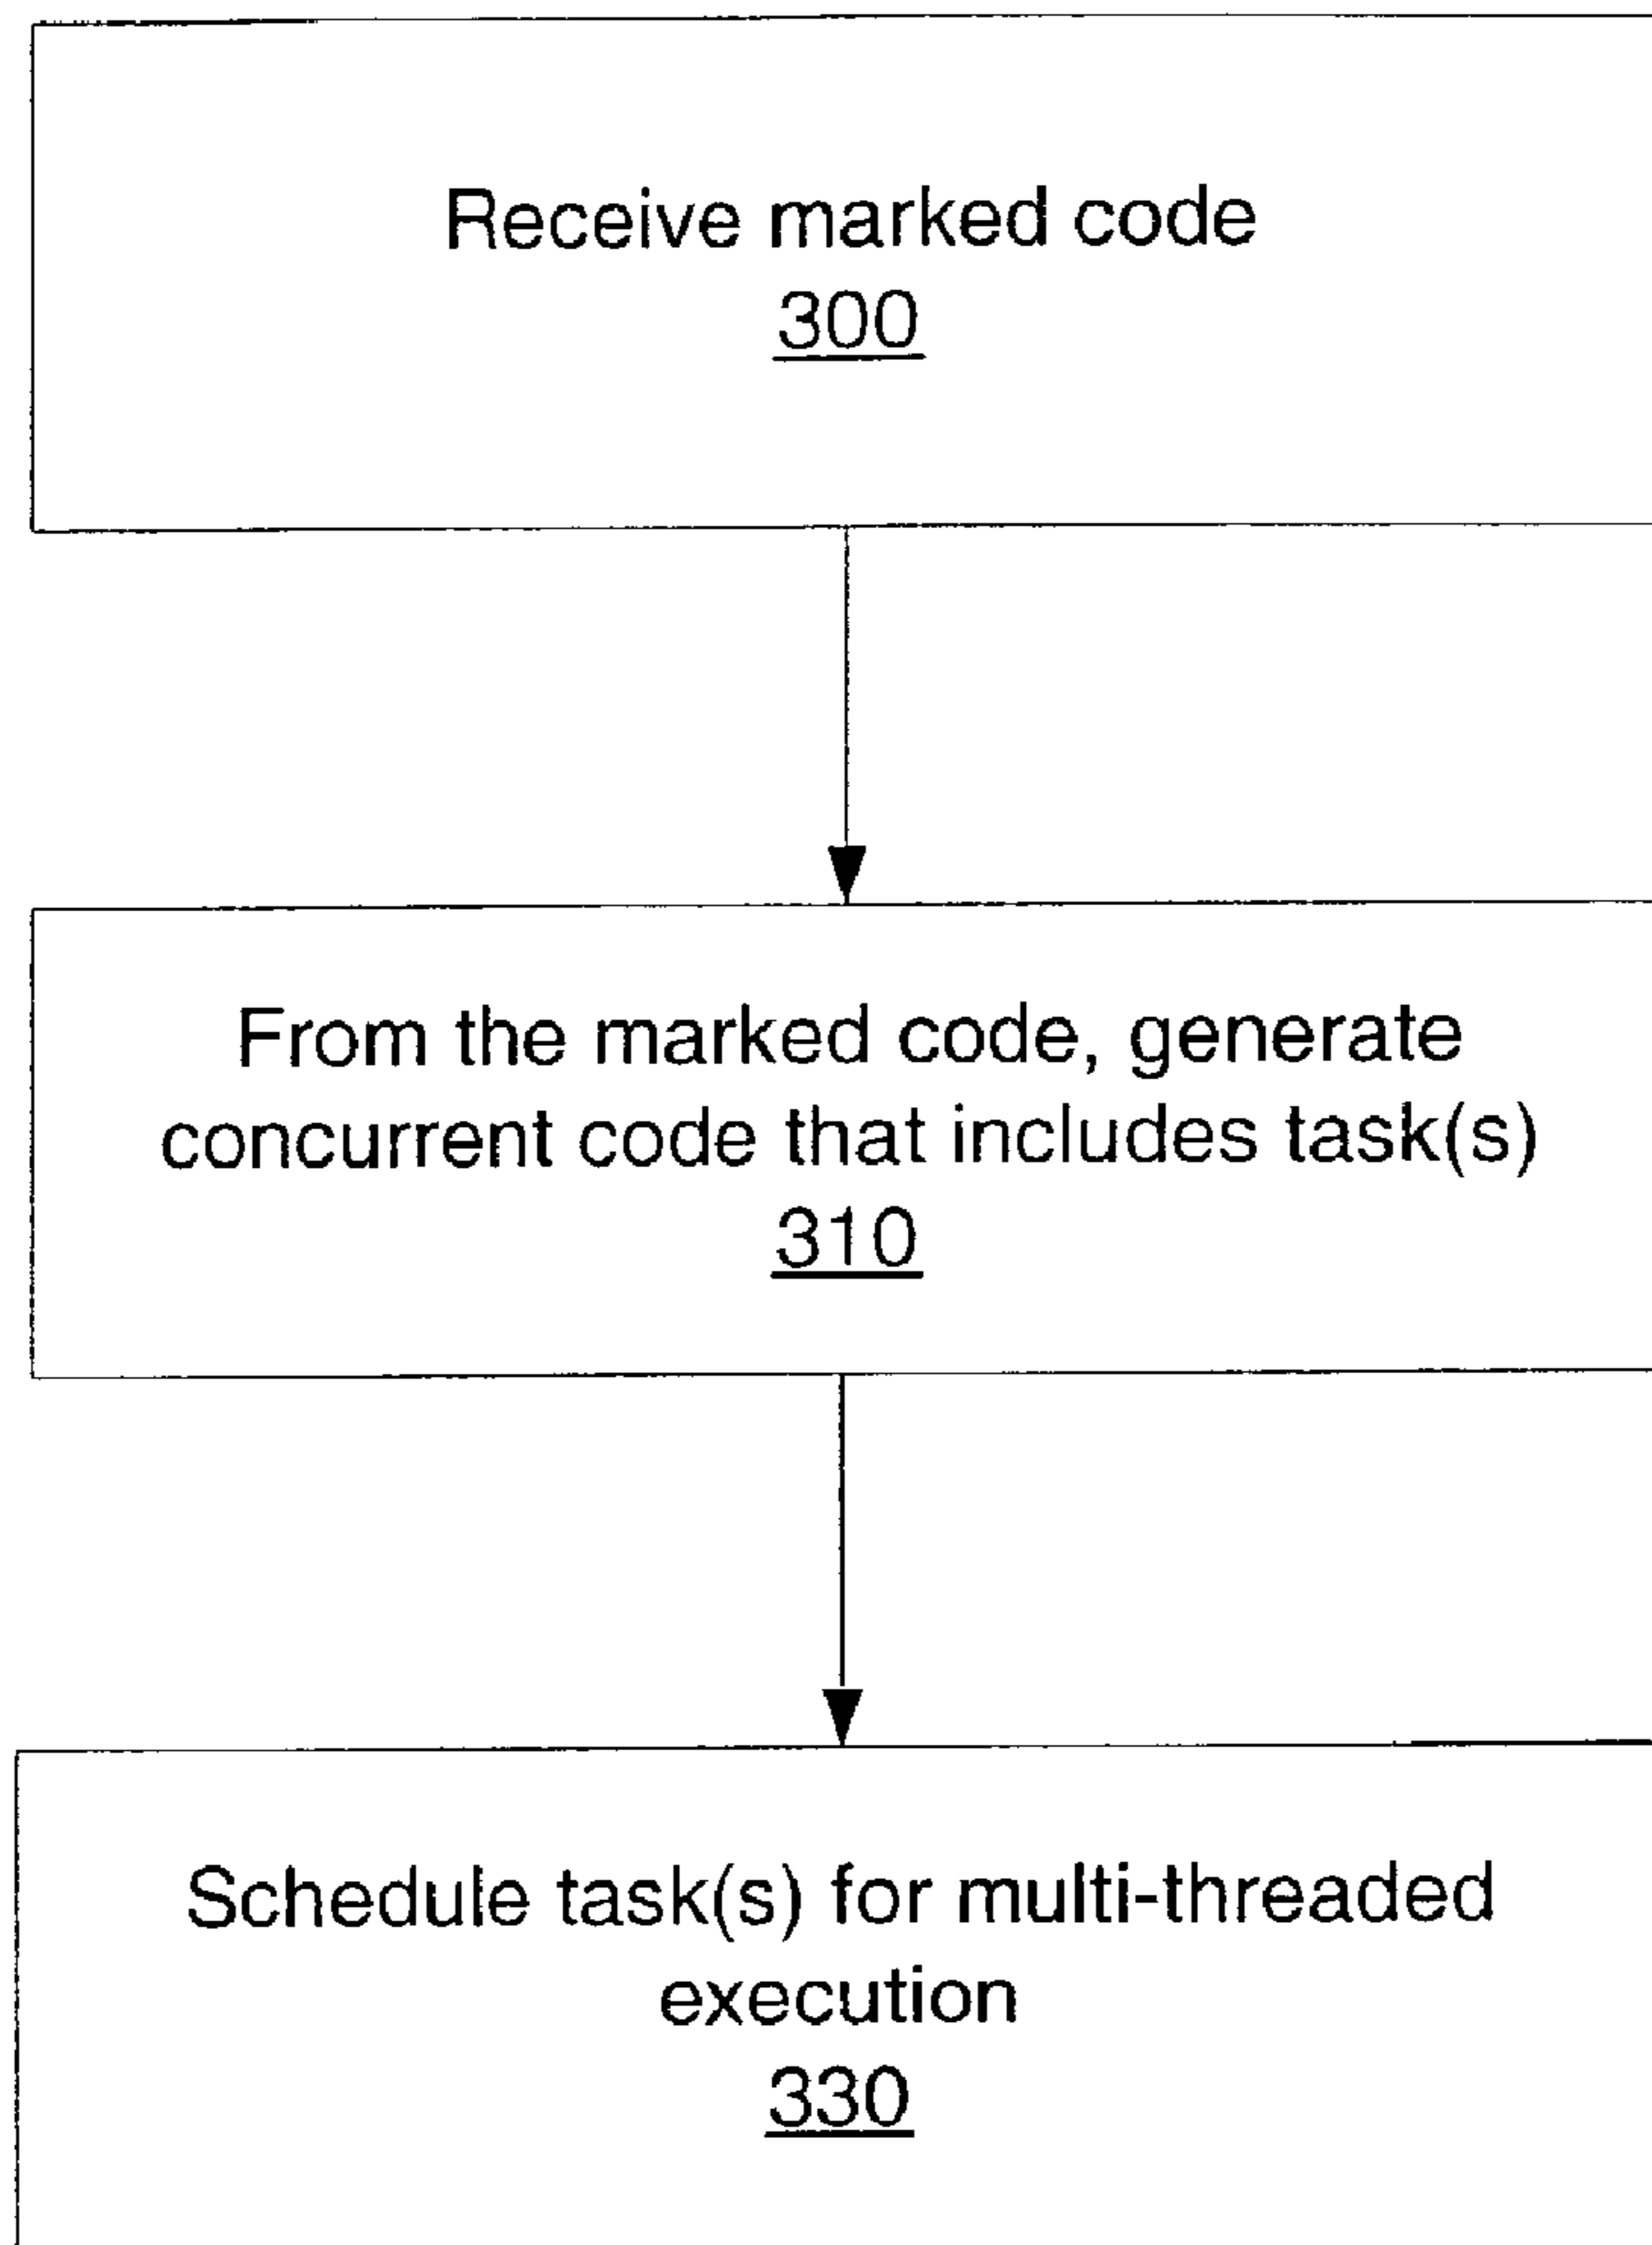 Receive marked code
300
From the marked code, generate
concurrent code that includes task(s)
310
Schedule task(s) for multi-threaded
execution
330